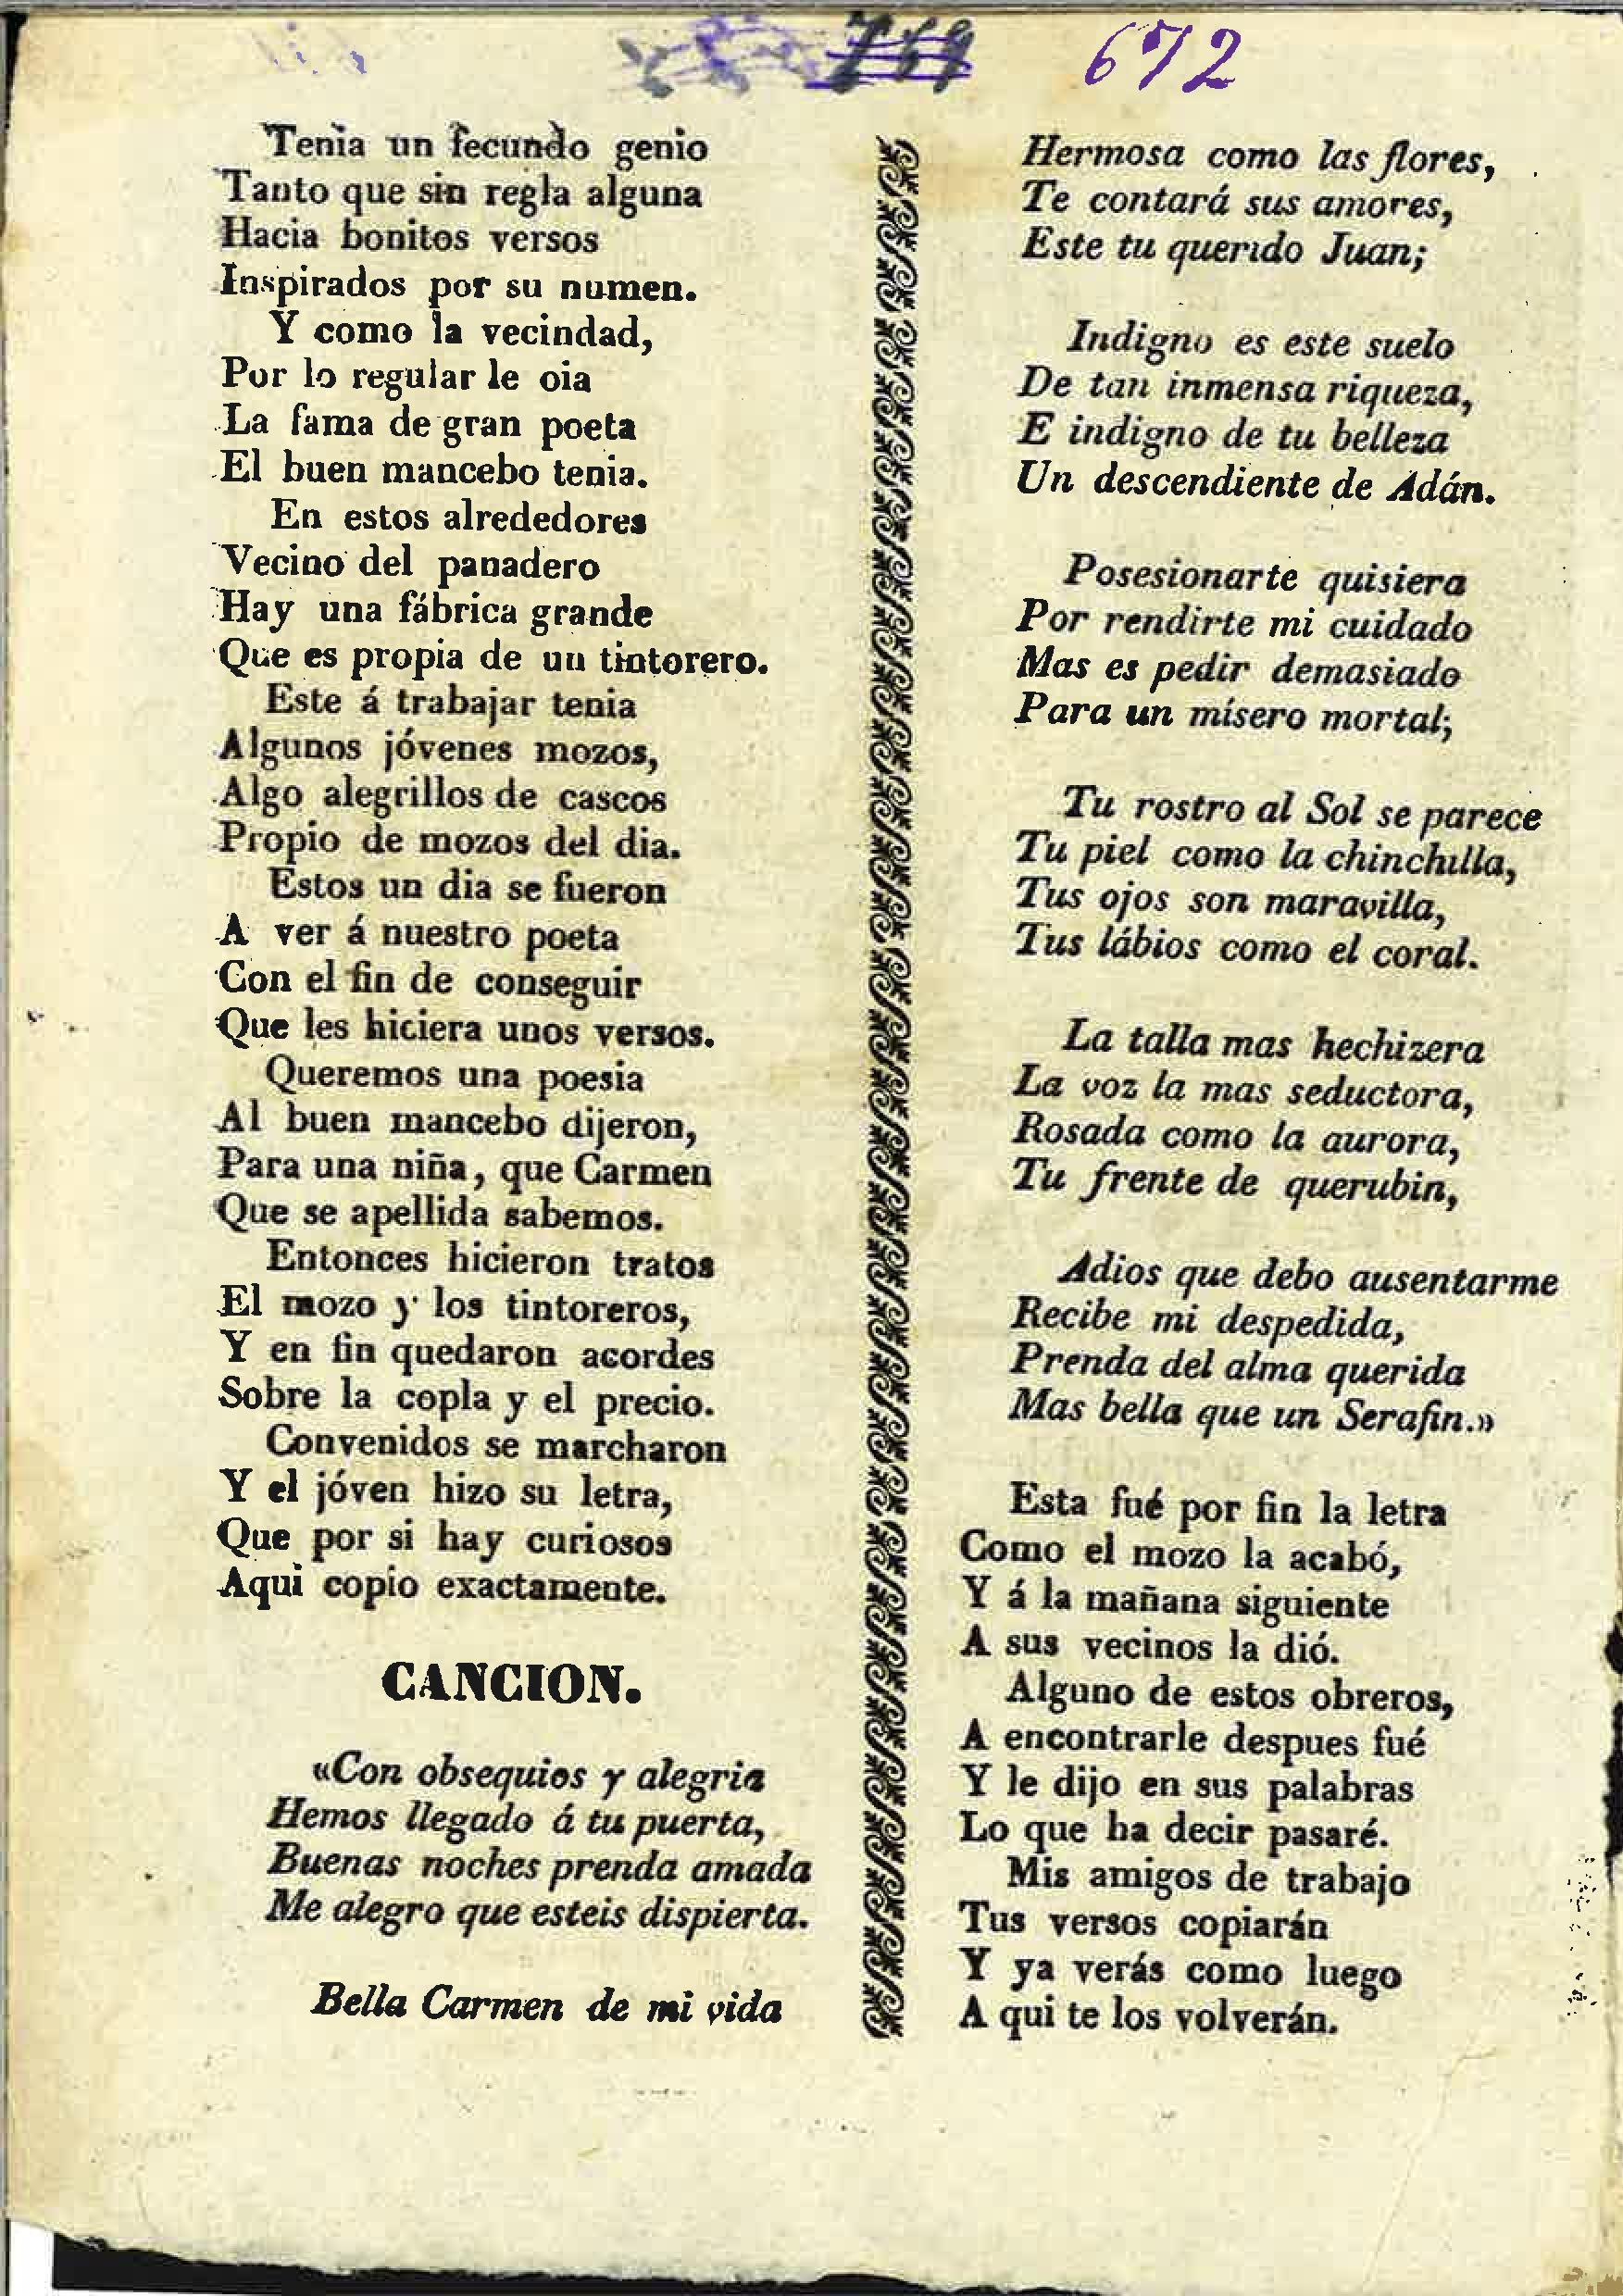 672
Tenia un fecundo genio
Tanto que sin regla alguna
Hacia bonitos versos
Inspirados por su numen.
Y como la vecindad,
Por lo regular le oia
La fama de gran poeta
El buen mancebo tenia.
En estos alrededores
Vecino del panadero
Hay una fábrica grande
Que es propia de un tintorero.
Este á trabajar tenia
Algunos jóvenes mozos,
Algo alegrillos de cascos
Propio de mozos del dia.
Estos un dia se fueron
A ver á nuestro poeta
Con el fin de conseguir
Que les hiciera unos versos.
Queremos una poesia
Al buen mancebo dijeron,
Para una niña, que Carmen
Que se apellida sabemos.
Entonces hicieron tratos
El mozo y los tintoreros,
Y en fin quedaron acordes
Sobre la copla y el precio.
Convenidos se marcharon
Y el jóven hizo su letra,
Que por si hay curiosos
Aqui copio exactamente.
CANCION.
«Con obsequios y alegria
Hemos llegado á tu puerta,
Buenas noches prenda amada
Me alegro que esteis dispierta.
Bella Carmen de mi vida
Hermosa como las flores,
Te contará sus amores,
Este tu querido Juan;
Indigno es este suelo
De tan inmensa riqueza,
E indigno de tu belleza
Un descendiente de Adán.
Posesionarte quisiera
Por rendirte mi cuidado
Mas es pedir demasiado
Para un mísero mortal;
Tu rostro al Sol se parece
Tu piel como la chinchilla,
Tus ojos son maravilla,
Tus lábios como el coral.
La talla mas hechizera
La voz la mas seductora,
Rosada como la aurora,
Tu frente de querubin,
Adios que debo ausentarme
Recibe mi despedida,
Prenda del alma querida
Mas bella que un Serafin.»
Esta fué por fin la letra
Como el mozo la acabó,
Y á la mañana siguiente
A sus vecinos la dió.
Alguno de estos obreros,
A encontrarle despues fué
Y le dijo en sus palabras
Lo que ha decir pasaré.
Mis amigos de trabajo
Tus versos copiarán
Y ya verás como luego
A qui te los volverán.